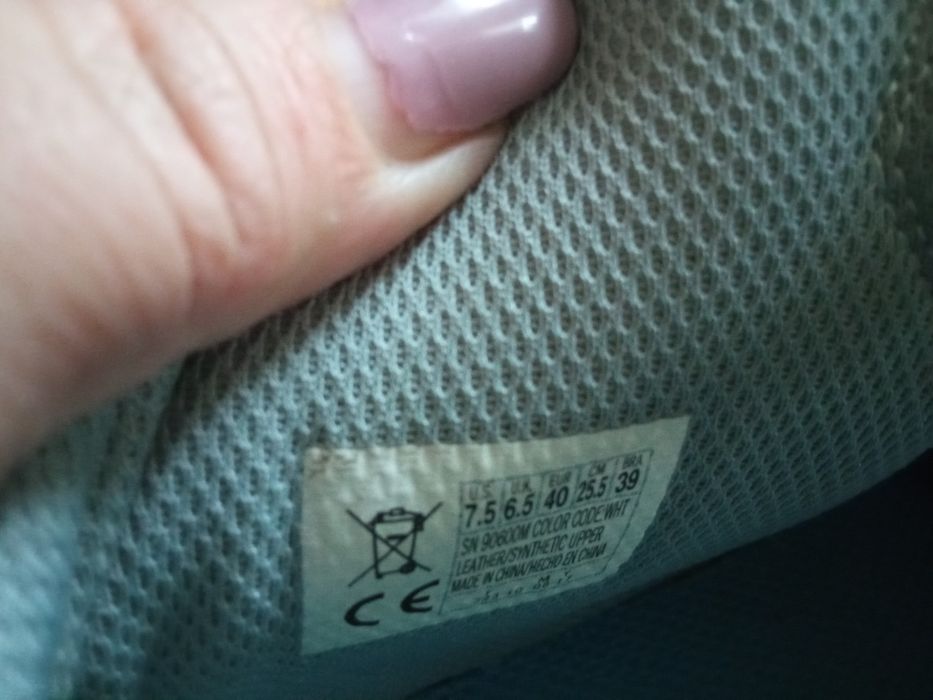 U.S. U.K. EUR CM BRA
7.5 6.5 40 25.5 39
SN 90600M COLOR CODE:WHT
LEATHER/SYNTHETIC UPPER
MADE IN CHINA/HECHO EN CHINA
CE